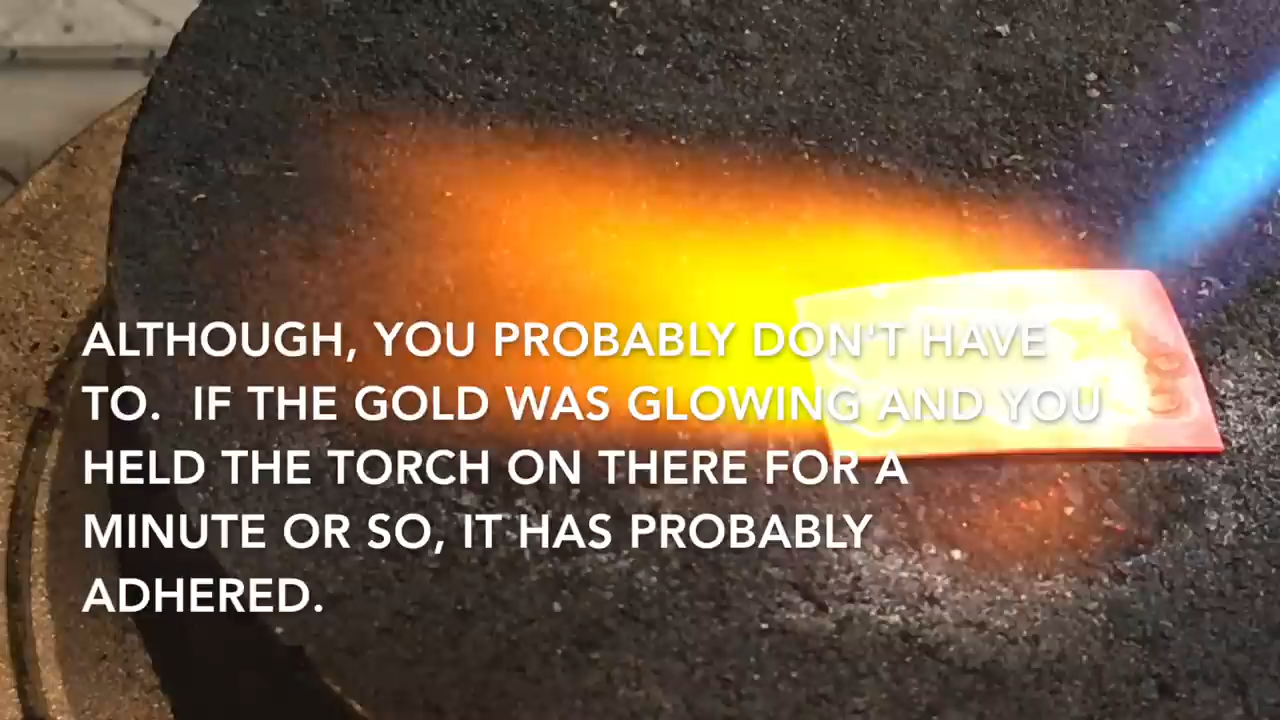 ALTHOUGH, YOU PROBABLY DON'T HAVE
TO.  IF THE GOLD WAS GLOWING AND YOU
HELD THE TORCH ON THERE FOR A
MINUTE OR SO, IT HAS PROBABLY
ADHERED.